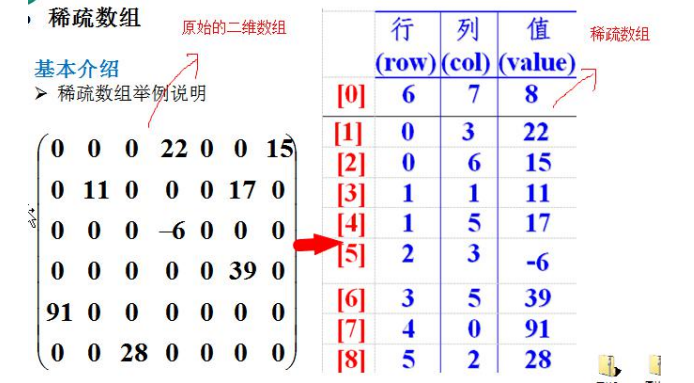 稀疏数组
原始的二维数组
基本介绍
➢ 稀疏数组举例说明
0 0 0 22 0 0 15
0 11 0 0 0 17 0
0 0 0 –6 0 0 0
0 0 0 0 0 39 0
91 0 0 0 0 0 0
0 0 28 0 0 0 0
行 列 值
(row) (col) (value)
稀疏数组
[0] 6 7 8
[1] 0 3 22
[2] 0 6 15
[3] 1 1 11
[4] 1 5 17
[5] 2 3 -6
[6] 3 5 39
[7] 4 0 91
[8] 5 2 28